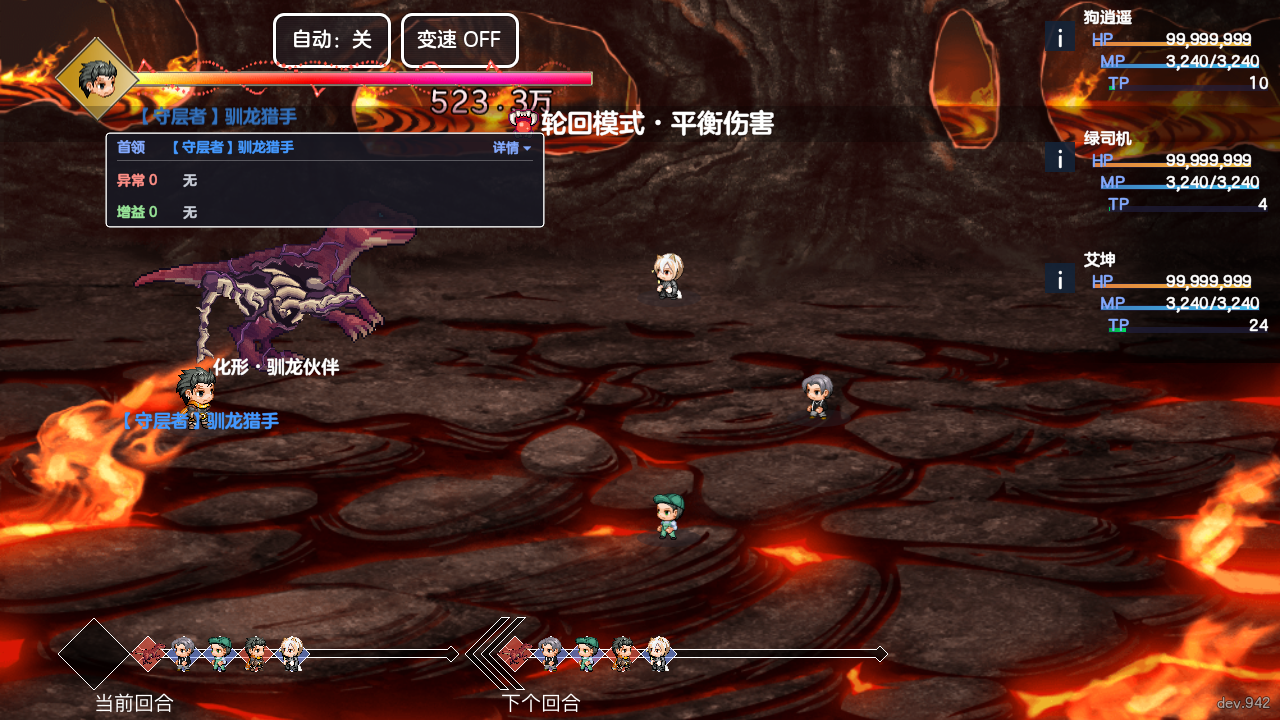 自动：关
变速 OFF
523.3万
【守层者】驯龙猎手
轮回模式·平衡伤害
首领 【守层者】驯龙猎手 详情
异常 0 无
增益 0 无
化形·驯龙伙伴
【守层者】驯龙猎手
狗逍遥
HP 99,999,999
MP 3,240/3,240
TP 10
绿司机
HP 99,999,999
MP 3,240/3,240
TP 4
艾坤
HP 99,999,999
MP 3,240/3,240
TP 24
当前回合
下个回合
dev.942